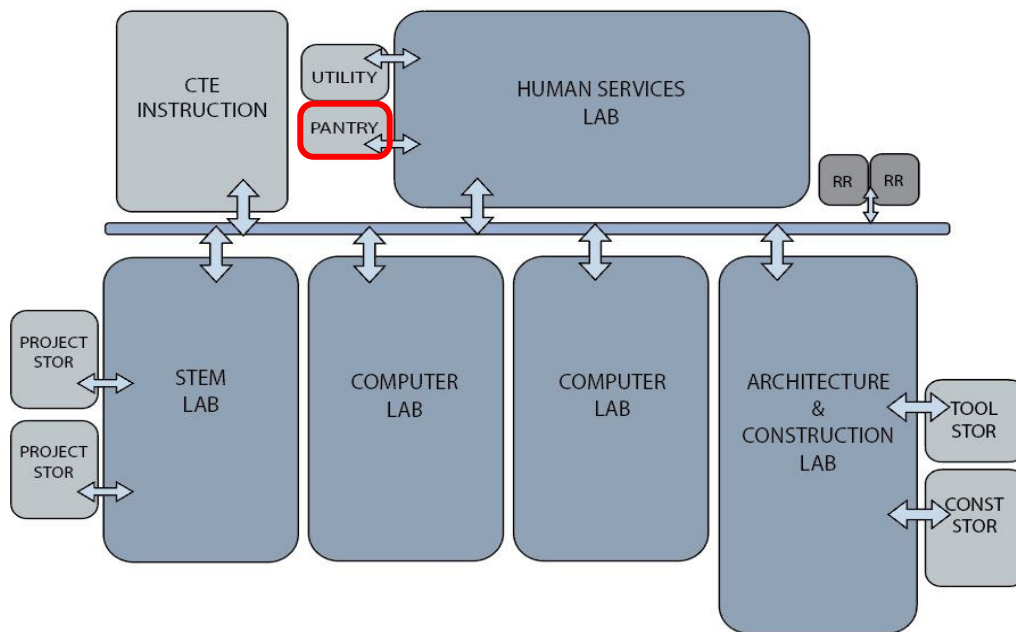 CTE
INSTRUCTION
UTILITY
PANTRY
HUMAN SERVICES
LAB
RR
RR
PROJECT
STOR
PROJECT
STOR
STEM
LAB
COMPUTER
LAB
COMPUTER
LAB
ARCHITECTURE
&
CONSTRUCTION
LAB
TOOL
STOR
CONST
STOR